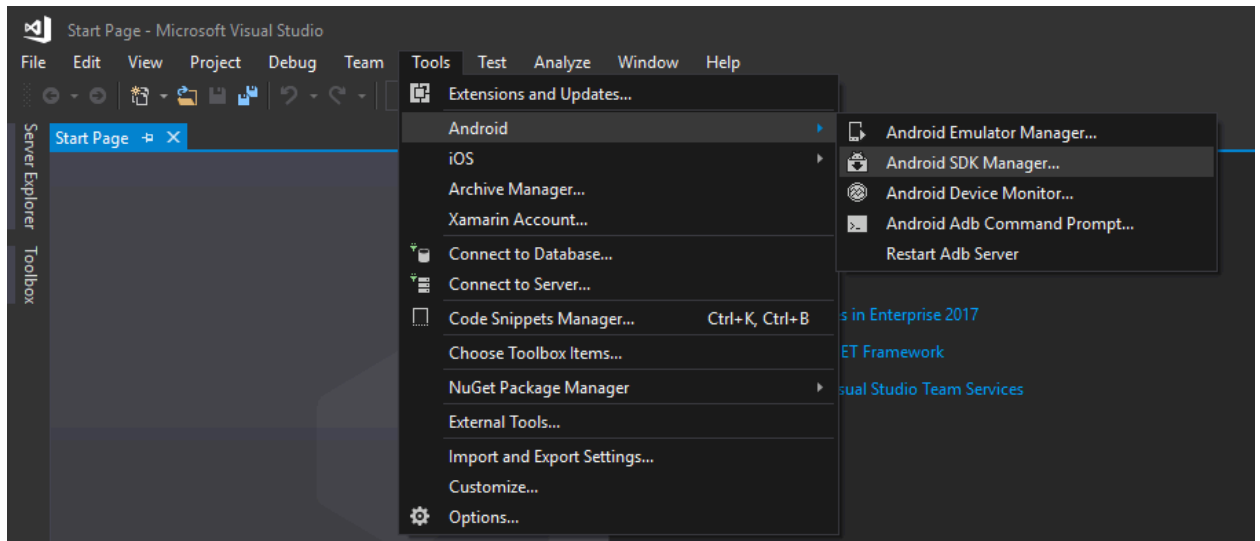 Start Page - Microsoft Visual Studio
File Edit View Project Debug Team Tools Test Analyze Window Help
Server Explorer
Toolbox
Start Page
Extensions and Updates...
Android
iOS
Archive Manager...
Xamarin Account...
Connect to Database...
Connect to Server...
Code Snippets Manager... Ctrl+K, Ctrl+B
Choose Toolbox Items...
NuGet Package Manager
External Tools...
Import and Export Settings...
Customize...
Options...
Android Emulator Manager...
Android SDK Manager...
Android Device Monitor...
Android Adb Command Prompt...
Restart Adb Server
s in Enterprise 2017
ET Framework
sual Studio Team Services